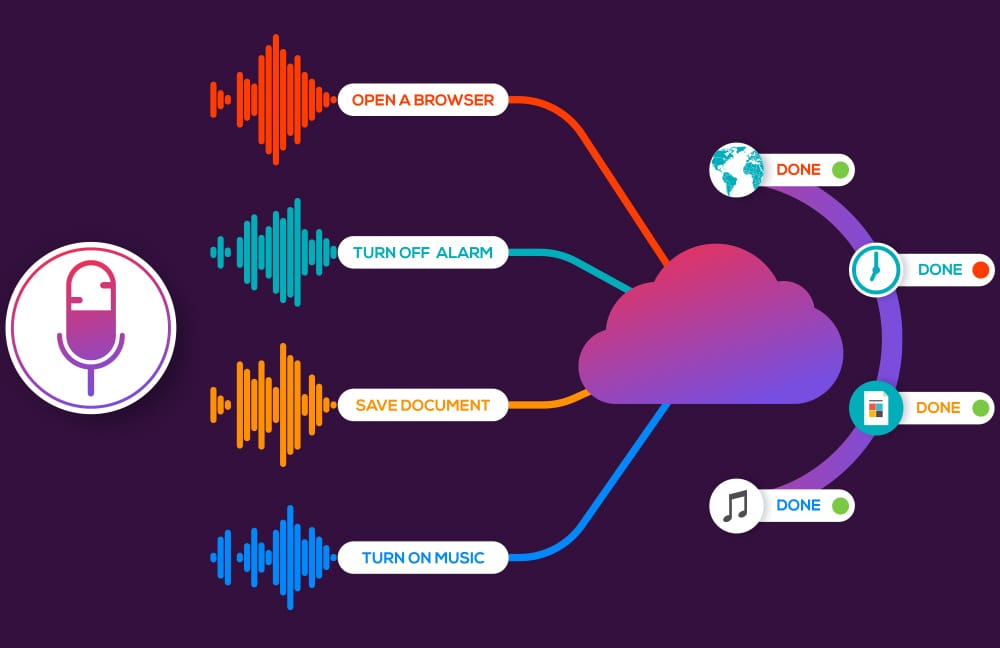 OPEN A BROWSER
TURN OFF ALARM
SAVE DOCUMENT
TURN ON MUSIC
DONE
DONE
DONE
DONE